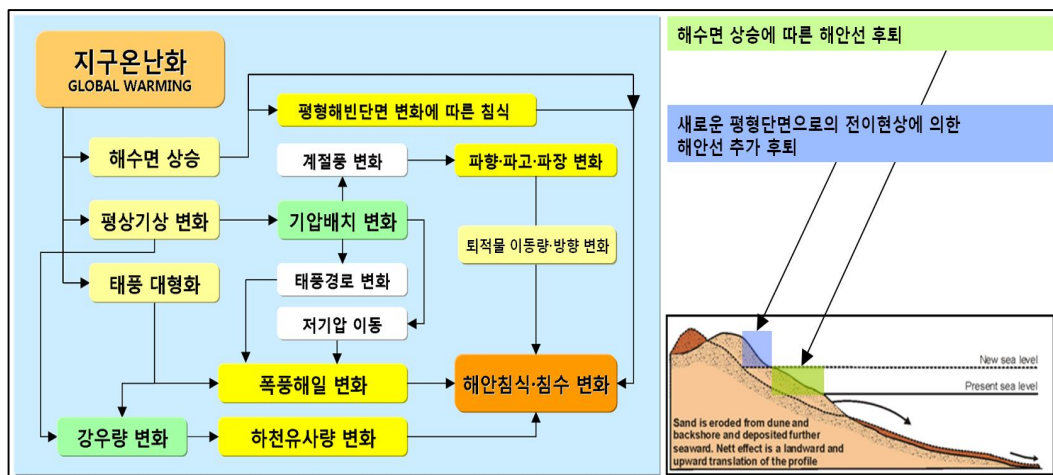 지구온난화
GLOBAL WARMING
평형해빈단면 변화에 따른 침식
해수면 상승
계절풍 변화
파향·파고·파장 변화
평상기상 변화
기압배치 변화
퇴적물 이동량·방향 변화
태풍 대형화
태풍경로 변화
저기압 이동
폭풍해일 변화
해안침식·침수 변화
강우량 변화
하천유사량 변화
해수면 상승에 따른 해안선 후퇴
새로운 평형단면으로의 전이현상에 의한
해안선 추가 후퇴
New sea level
Present sea level
Sand is eroded from dune and
backshore and deposited further
seaward. Nett effect is a landward and
upward translation of the profile